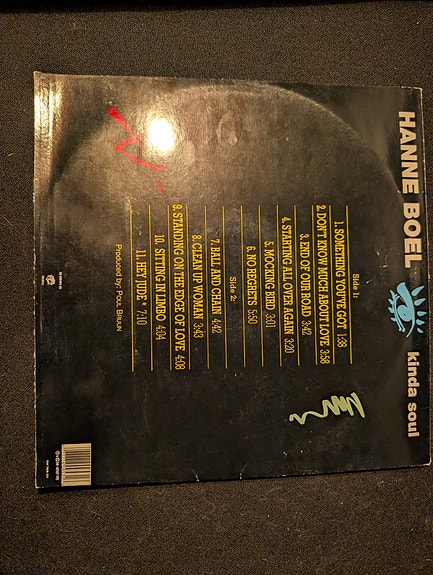 HANNE BOEL kinda soul
Side 1:
1. SOMETHING YOU'VE GOT 1:38
2. DON'T KNOW MUCH ABOUT LOVE 3:58
3. END OF OUR ROAD 3:42
4. STARTING ALL OVER AGAIN 3:20
5. MOCKING BIRD 3:01
6. NO REGRETS 5:50
Side 2:
7. BALL AND CHAIN 4:42
8. CLEAN UP WOMAN 3:43
9. STANDING ON THE EDGE OF LOVE 4:08
10. SITTING IN LIMBO 4:04
11. HEY JUDE* 7:10
Produced by: POUL BRUUN